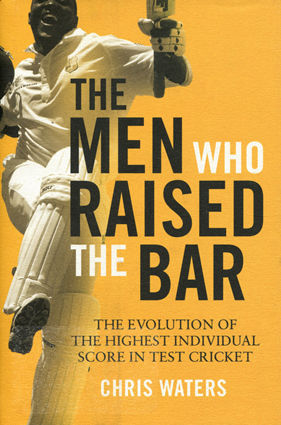 THE
MEN WHO
RAISED
THE BAR
THE EVOLUTION OF
THE HIGHEST INDIVIDUAL
SCORE IN TEST CRICKET
CHRIS WATERS